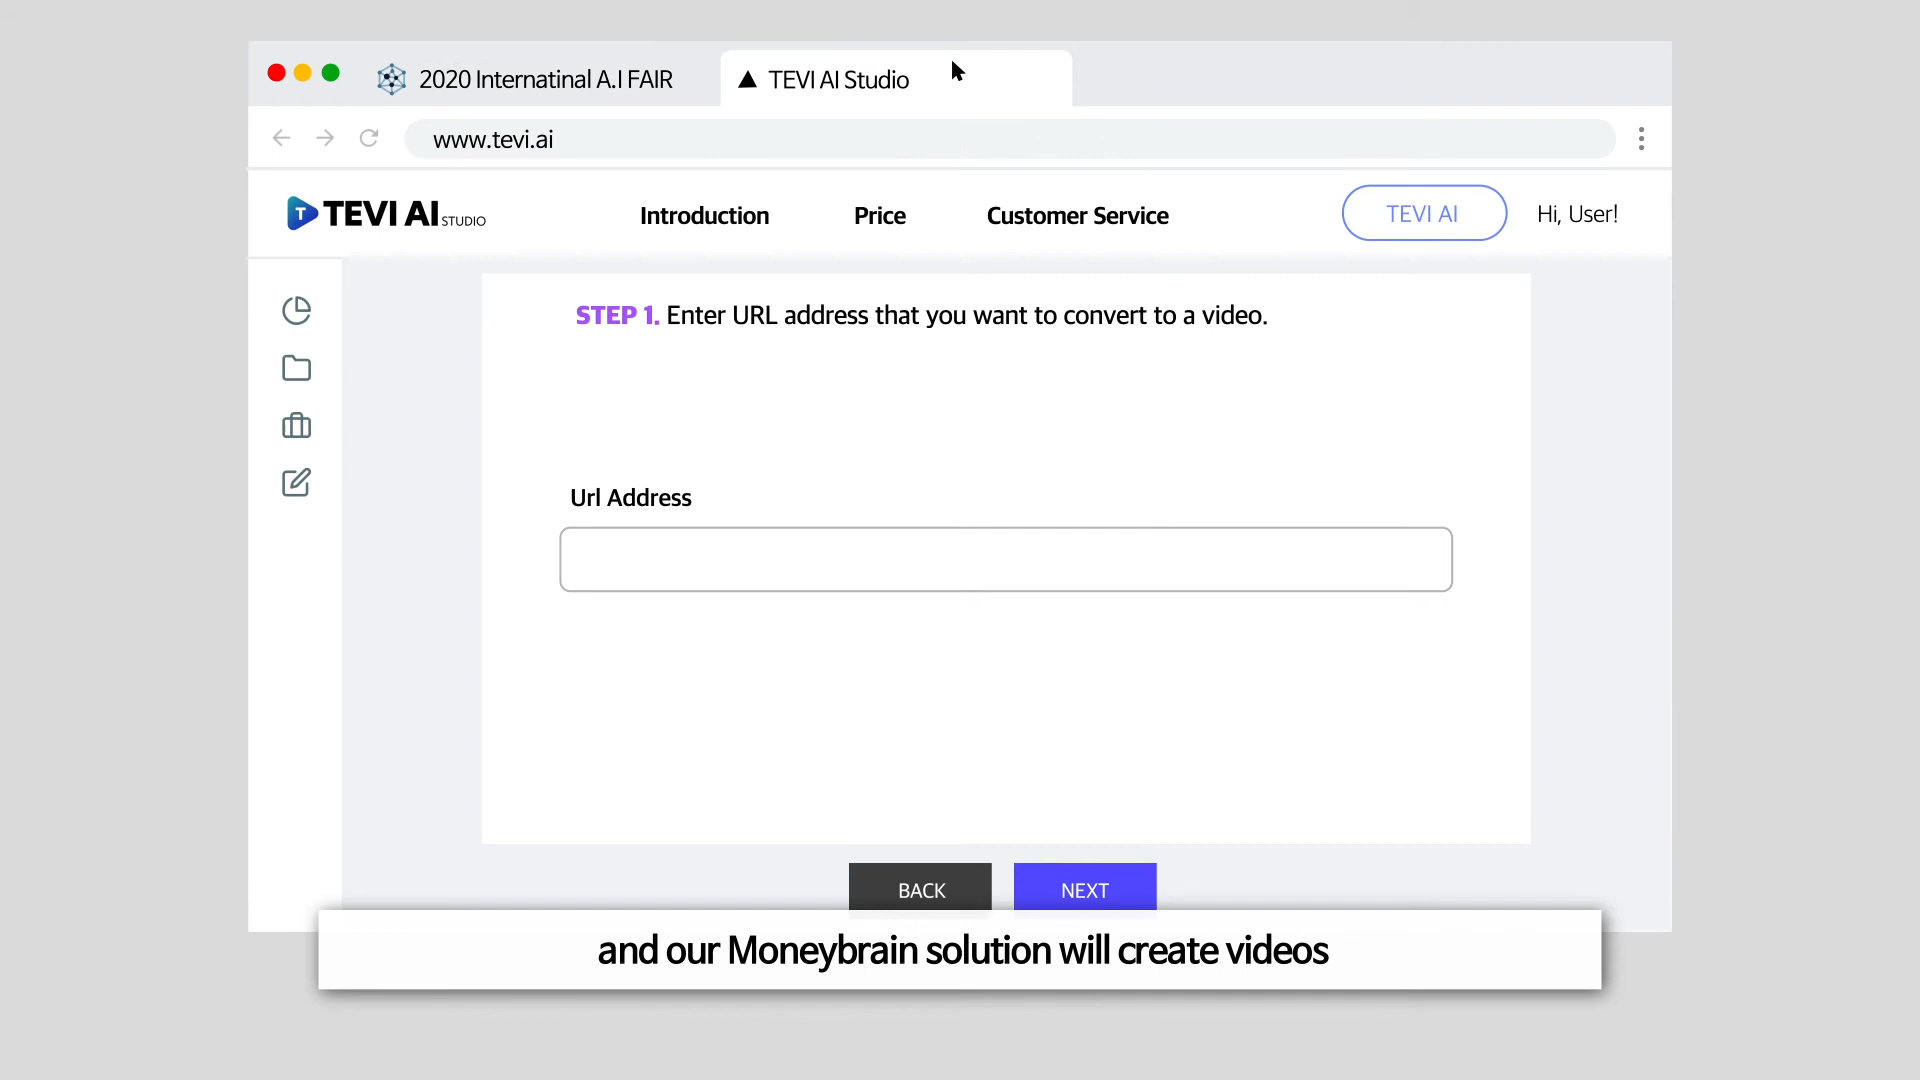 2020 Internatinal A.I FAIR
TEVI AI Studio
www.tevi.ai
T TEVI AI STUDIO
Introduction
Price
Customer Service
TEVI AI
Hi, User!
STEP 1. Enter URL address that you want to convert to a video.
Url Address
BACK
NEXT
and our Moneybrain solution will create videos